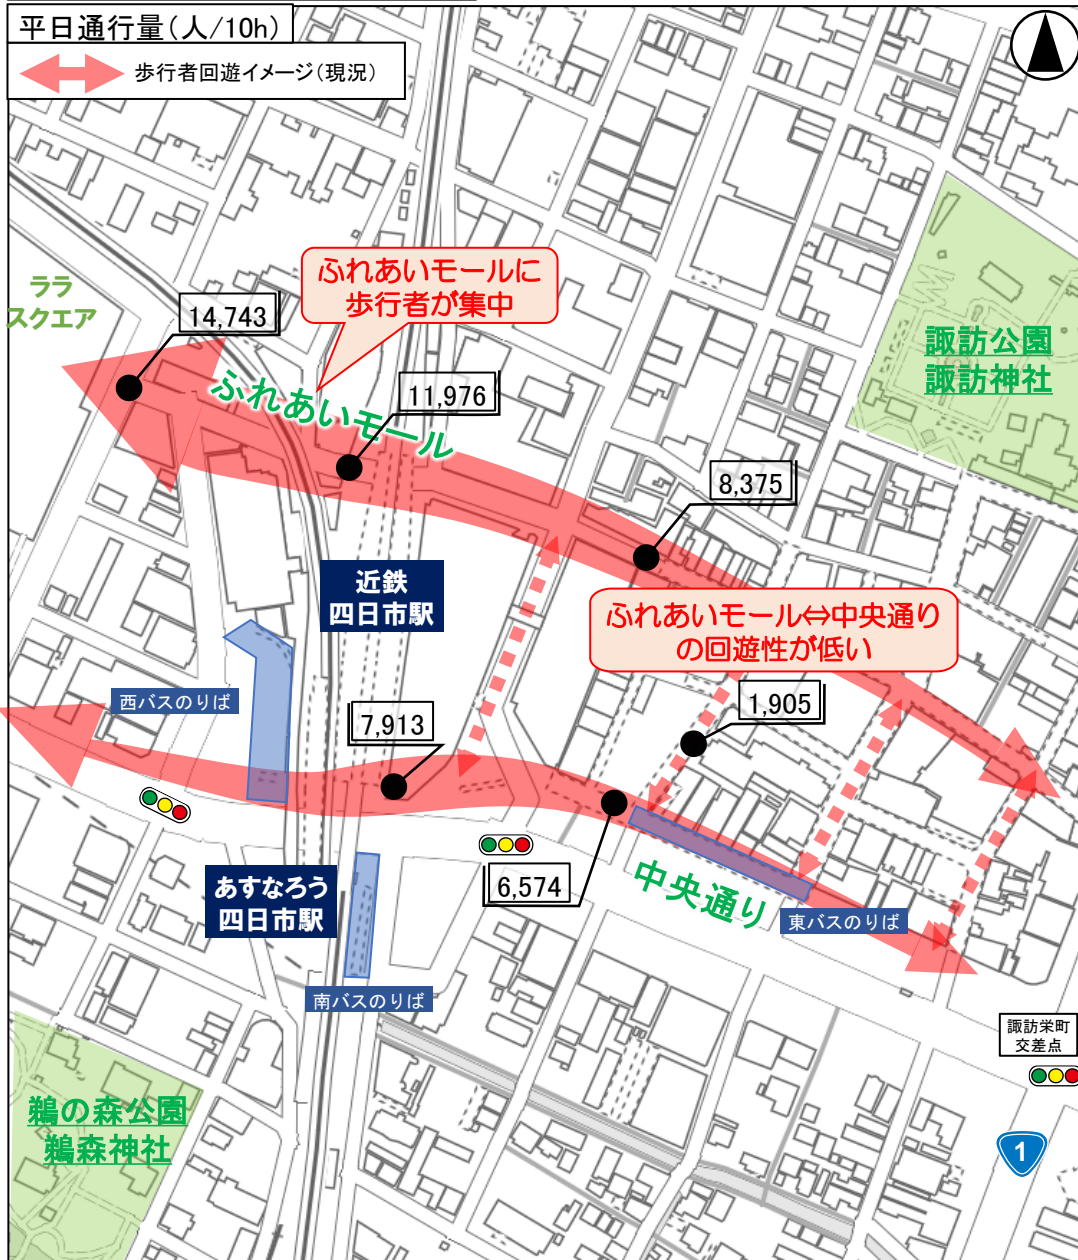 平日通行量(人/10h)
歩行者回遊イメージ(現況)
ふれあいモールに
歩行者が集中
ララ
スクエア
14,743
諏訪公園
諏訪神社
ふれあいモール
11,976
8,375
近鉄
四日市駅
ふれあいモール⇔中央通り
の回遊性が低い
西バスのりば
7,913
1,905
あすなろう
四日市駅
6,574
中央通り
東バスのりば
南バスのりば
諏訪栄町
交差点
鵜の森公園
鵜森神社
1